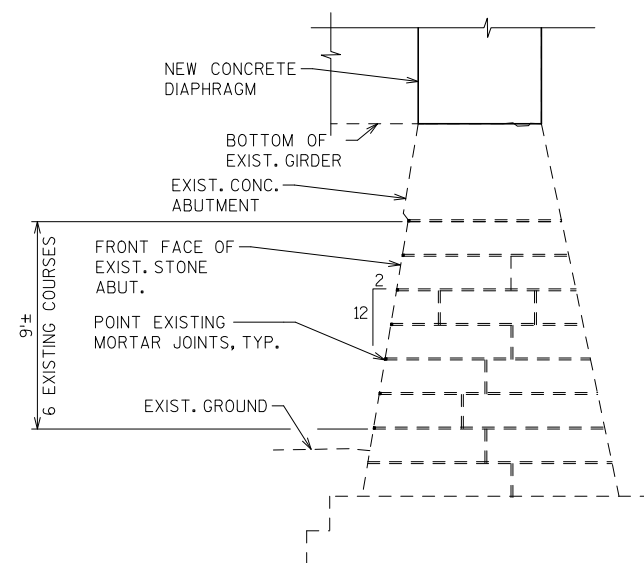 NEW CONCRETE
DIAPHRAGM
BOTTOM OF
EXIST. GIRDER
EXIST. CONC.
ABUTMENT
FRONT FACE OF
EXIST. STONE
ABUT.
2
12
POINT EXISTING
MORTAR JOINTS, TYP.
EXIST. GROUND
9'±
6 EXISTING COURSES